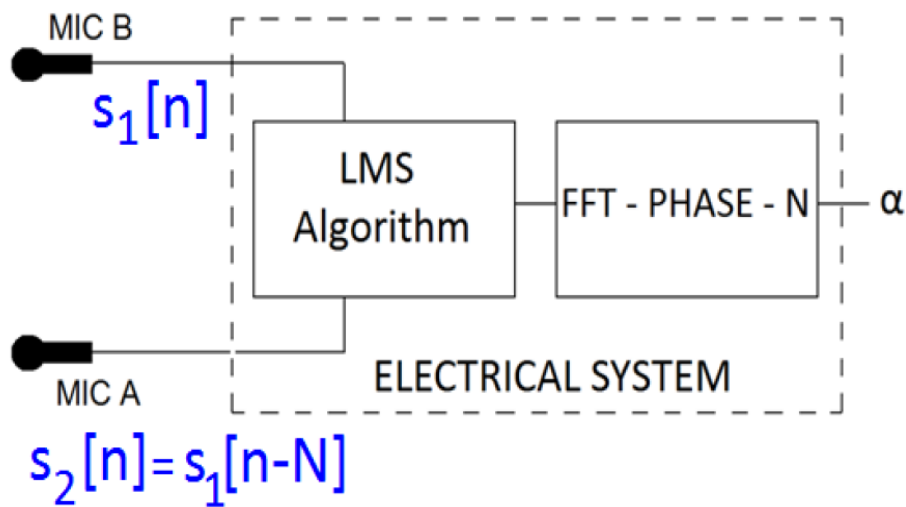 MIC B
s₁[n]
LMS
Algorithm
FFT - PHASE - N
α
ELECTRICAL SYSTEM
MIC A
s₂[n]=s₁[n-N]